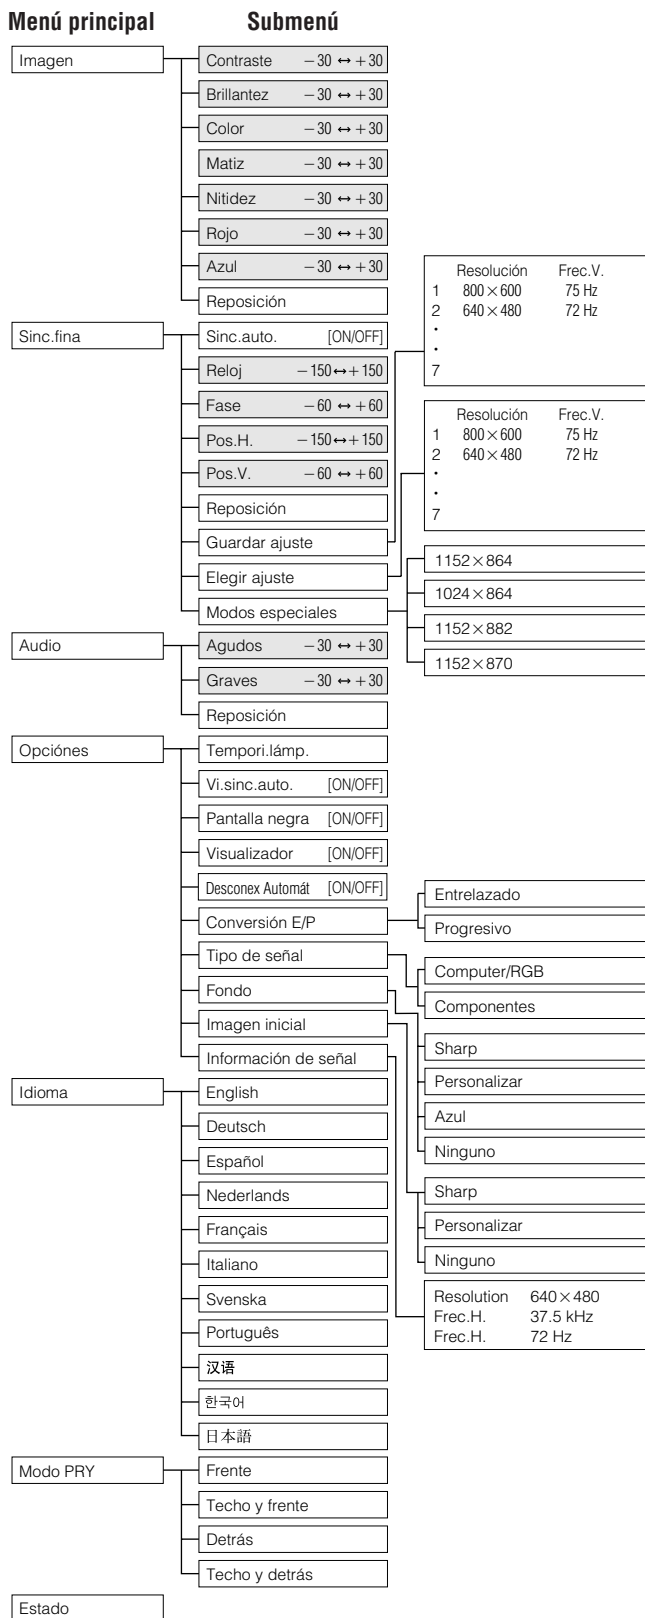 Menú principal
Submenú
Imagen
Contraste −30 ↔ +30
Brillantez −30 ↔ +30
Color −30 ↔ +30
Matiz −30 ↔ +30
Nitidez −30 ↔ +30
Rojo −30 ↔ +30
Azul −30 ↔ +30
Reposición
Sinc.fina
Sinc.auto. [ON/OFF]
Reloj −150↔+150
Fase −60 ↔ +60
Pos.H. −150↔+150
Pos.V. −60 ↔ +60
Reposición
Guardar ajuste
Resolución Frec.V.
1 800×600 75 Hz
2 640×480 72 Hz
•
•
7
Elegir ajuste
Resolución Frec.V.
1 800×600 75 Hz
2 640×480 72 Hz
•
•
7
Modos especiales
1152×864
1024×864
1152×882
1152×870
Audio
Agudos −30 ↔ +30
Graves −30 ↔ +30
Reposición
Opciónes
Tempori.lámp.
Vi.sinc.auto. [ON/OFF]
Pantalla negra [ON/OFF]
Visualizador [ON/OFF]
Desconex Automát [ON/OFF]
Conversión E/P
Entrelazado
Progresivo
Tipo de señal
Computer/RGB
Componentes
Fondo
Sharp
Personalizar
Azul
Ninguno
Imagen inicial
Sharp
Personalizar
Ninguno
Información de señal
Resolution 640×480
Frec.H. 37.5 kHz
Frec.H. 72 Hz
Idioma
English
Deutsch
Español
Nederlands
Français
Italiano
Svenska
Português
汉语
한국어
日本語
Modo PRY
Frente
Techo y frente
Detrás
Techo y detrás
Estado